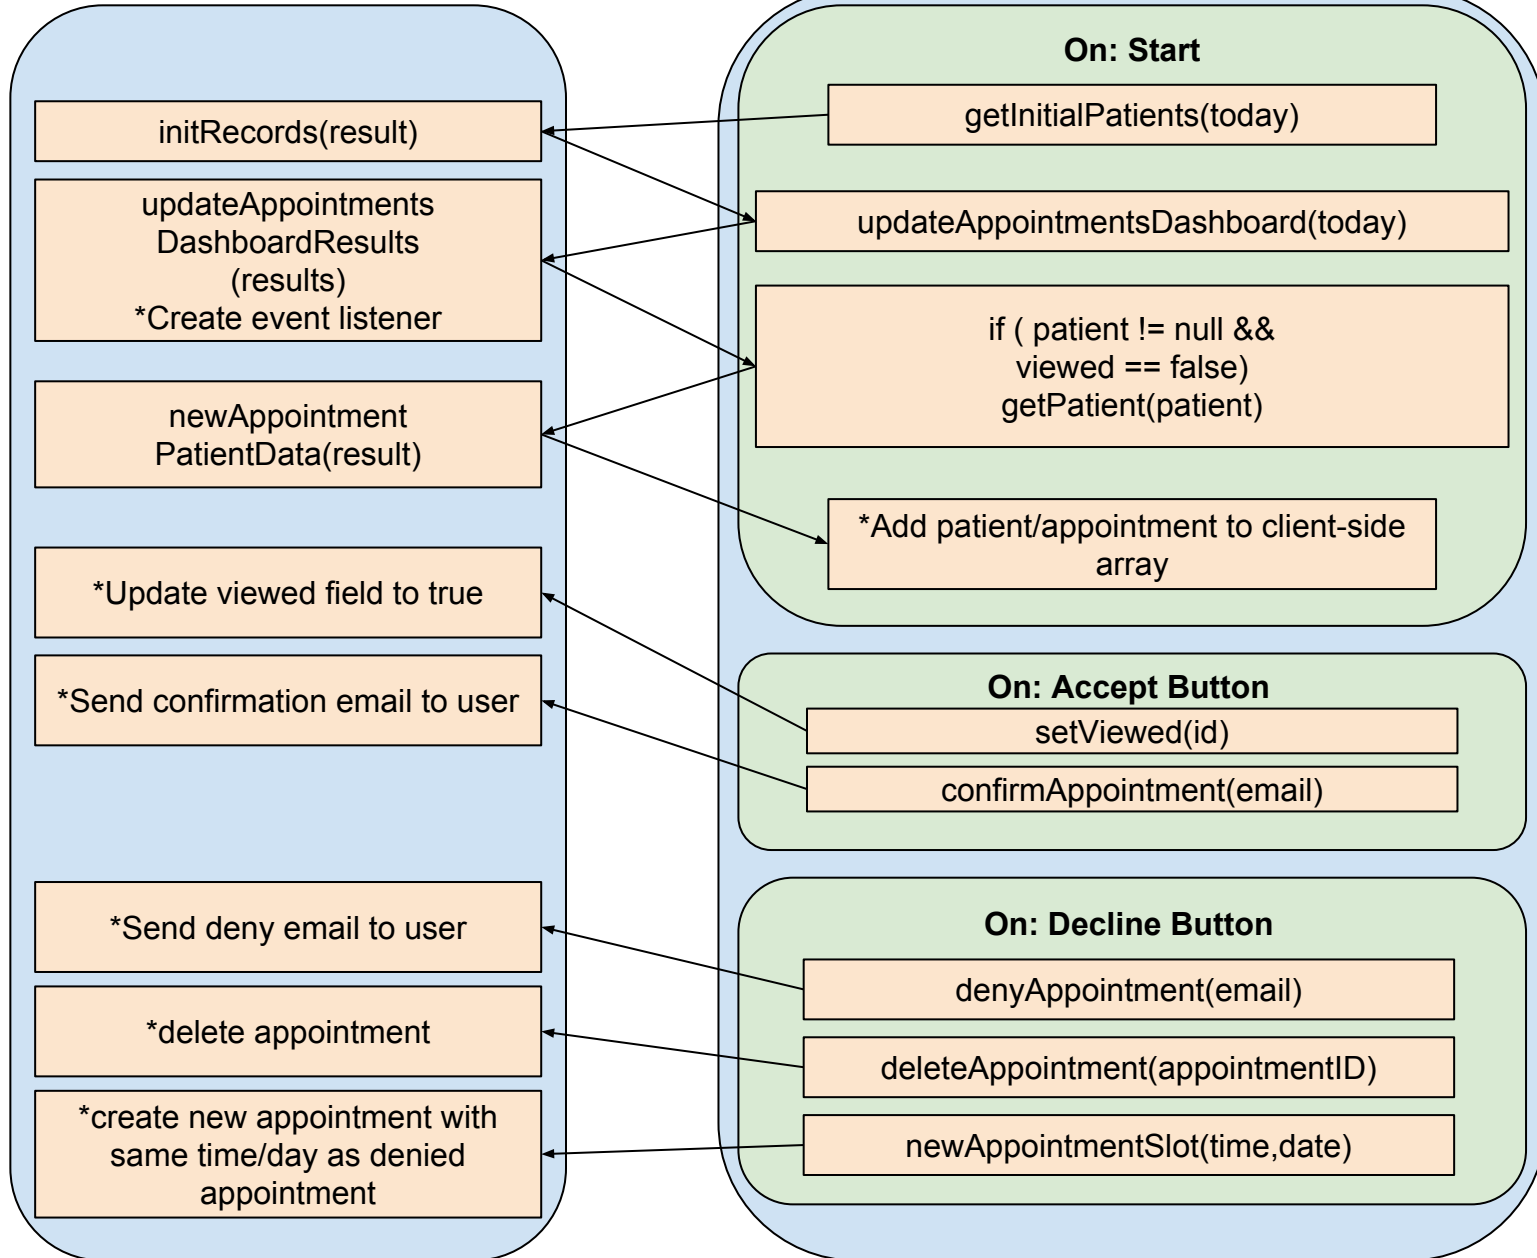 initRecords(result)
updateAppointments
DashboardResults
(results)
*Create event listener
newAppointment
PatientData(result)
*Update viewed field to true
*Send confirmation email to user
*Send deny email to user
*delete appointment
*create new appointment with
same time/day as denied
appointment
On: Start
getInitialPatients(today)
updateAppointmentsDashboard(today)
if ( patient != null &&
viewed == false)
getPatient(patient)
*Add patient/appointment to client-side
array
On: Accept Button
setViewed(id)
confirmAppointment(email)
On: Decline Button
denyAppointment(email)
deleteAppointment(appointmentID)
newAppointmentSlot(time,date)